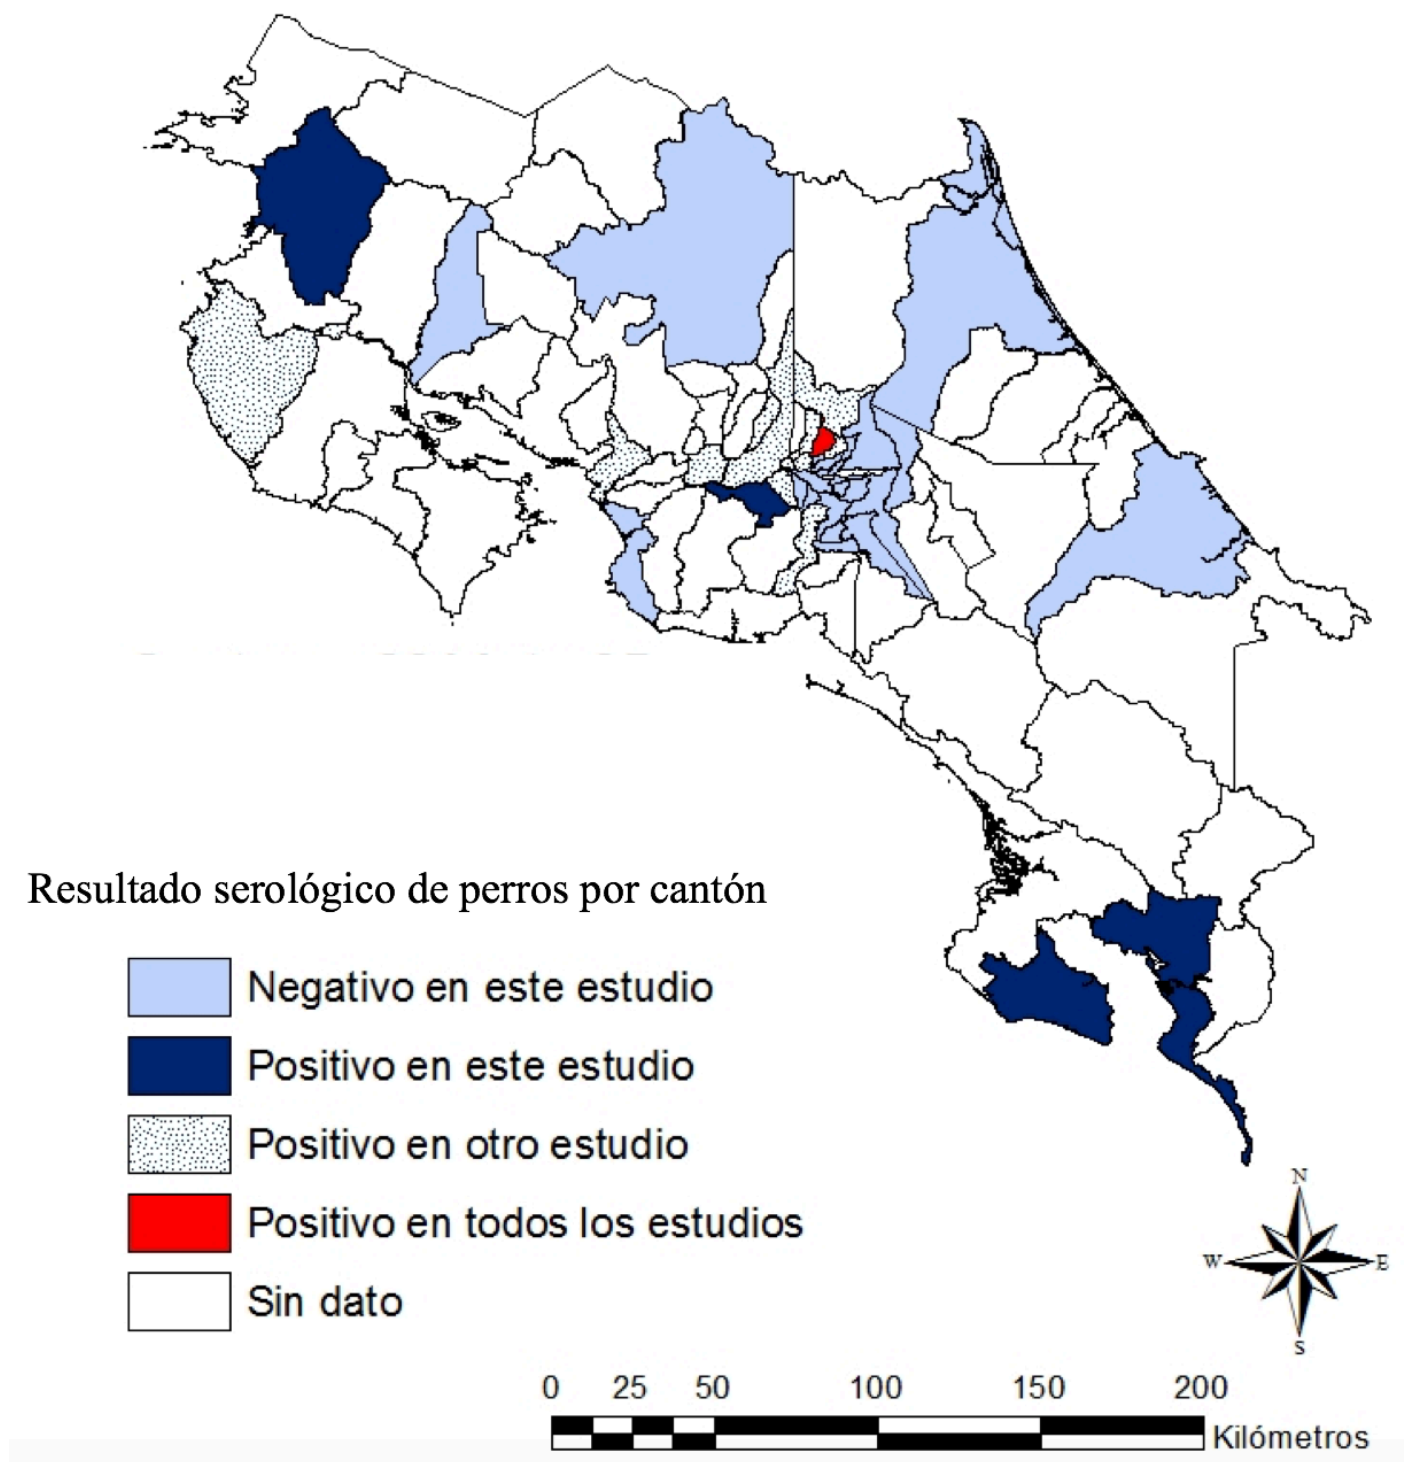 Resultado serológico de perros por cantón
Negativo en este estudio
Positivo en este estudio
Positivo en otro estudio
Positivo en todos los estudios
Sin dato
N
W E
S
0 25 50 100 150 200
Kilómetros